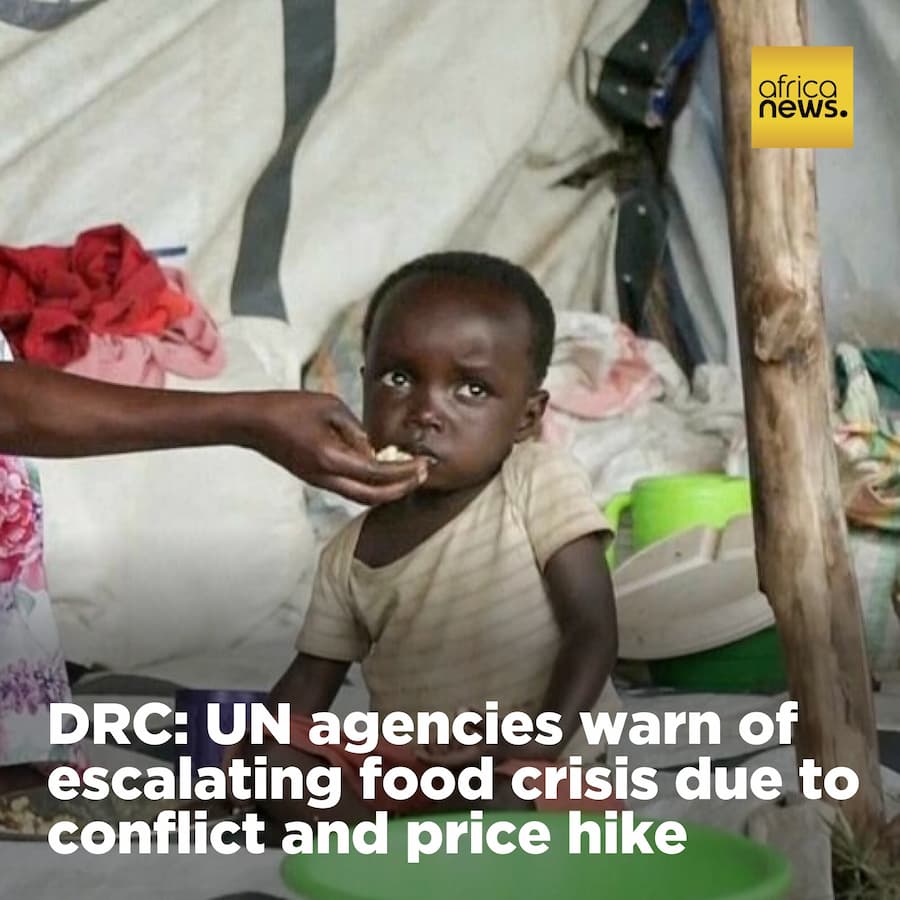 africa
news.
DRC: UN agencies warn of
escalating food crisis due to
conflict and price hike